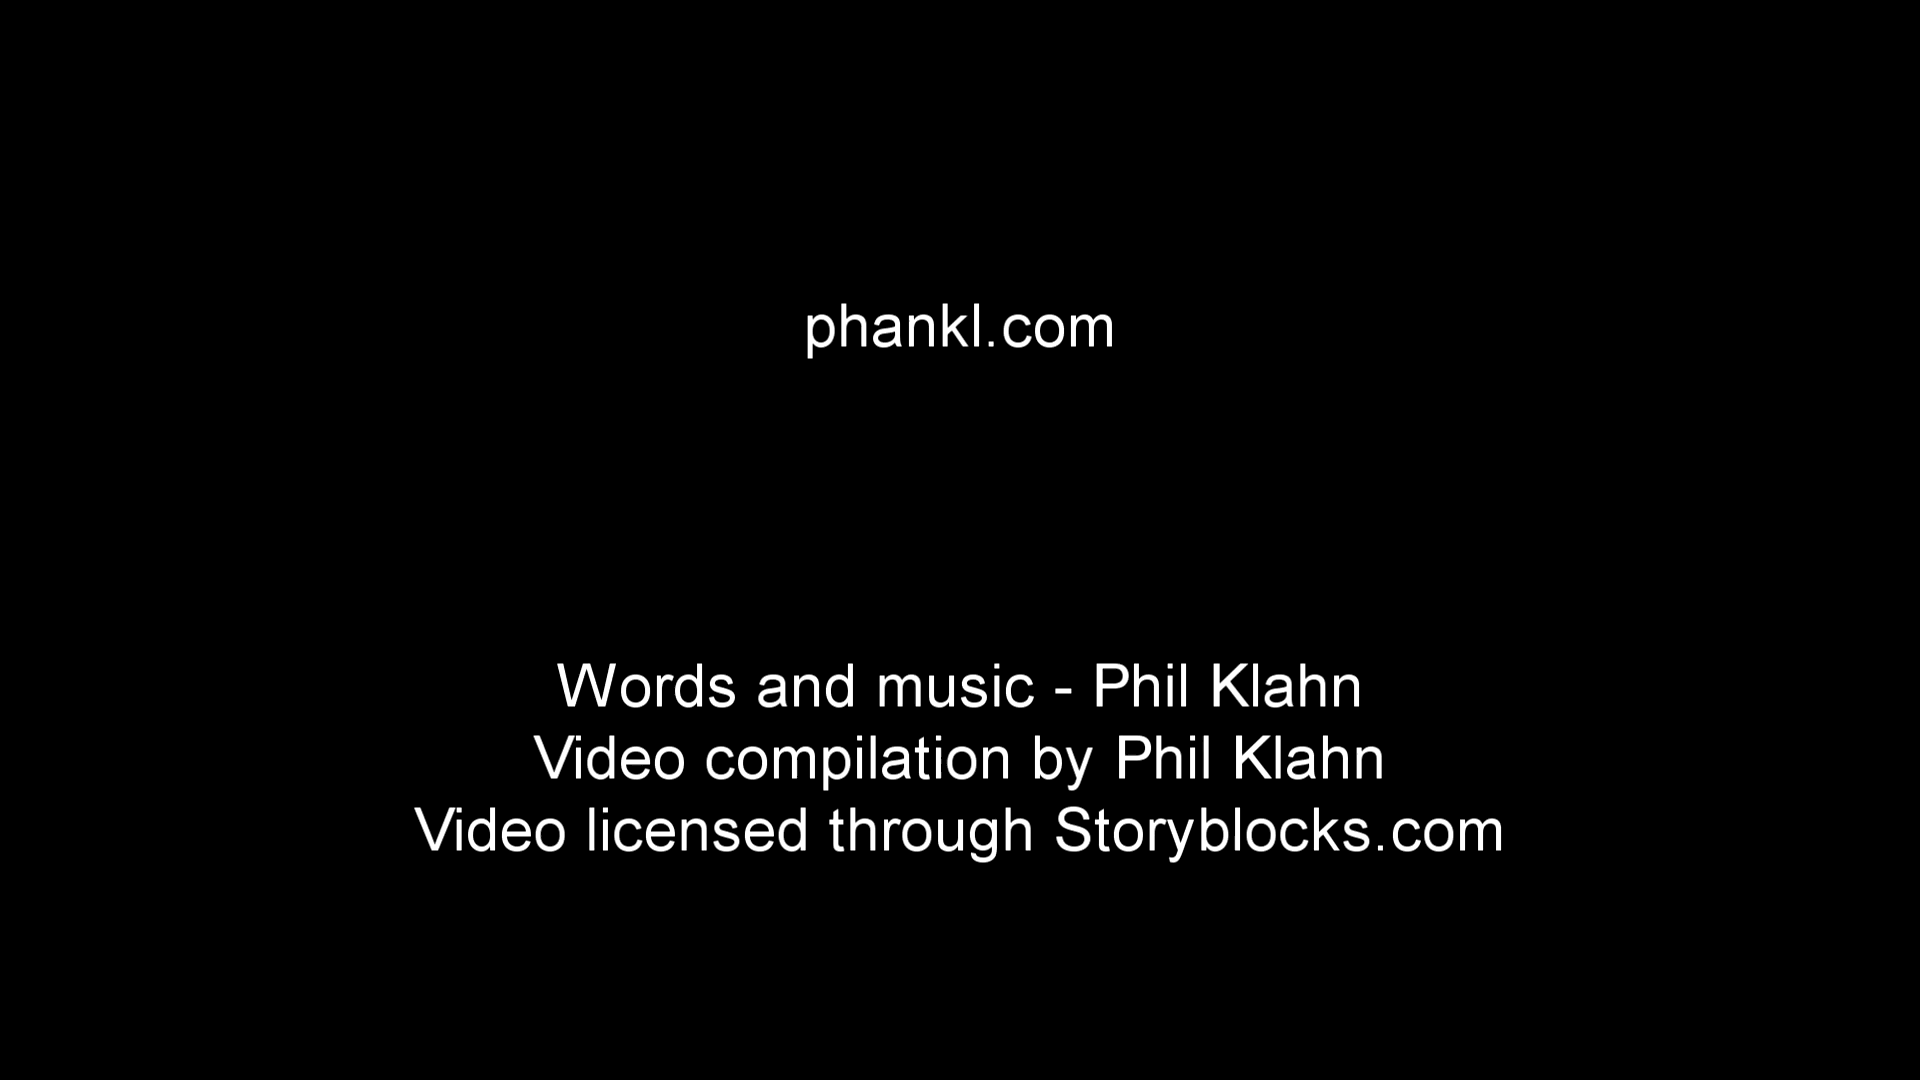 phankl.com
Words and music - Phil Klahn
Video compilation by Phil Klahn
Video licensed through Storyblocks.com